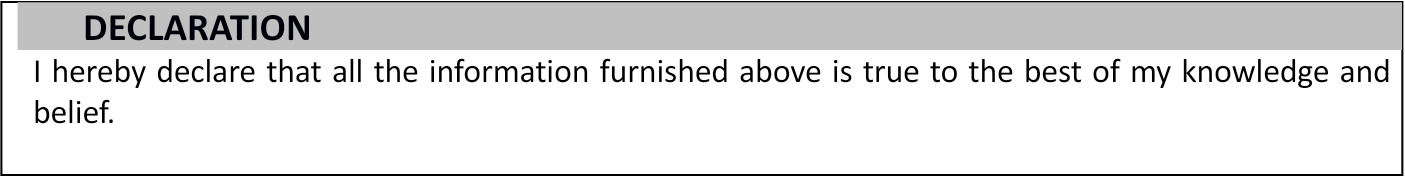 DECLARATION
I hereby declare that all the information furnished above is true to the best of my knowledge and
belief.